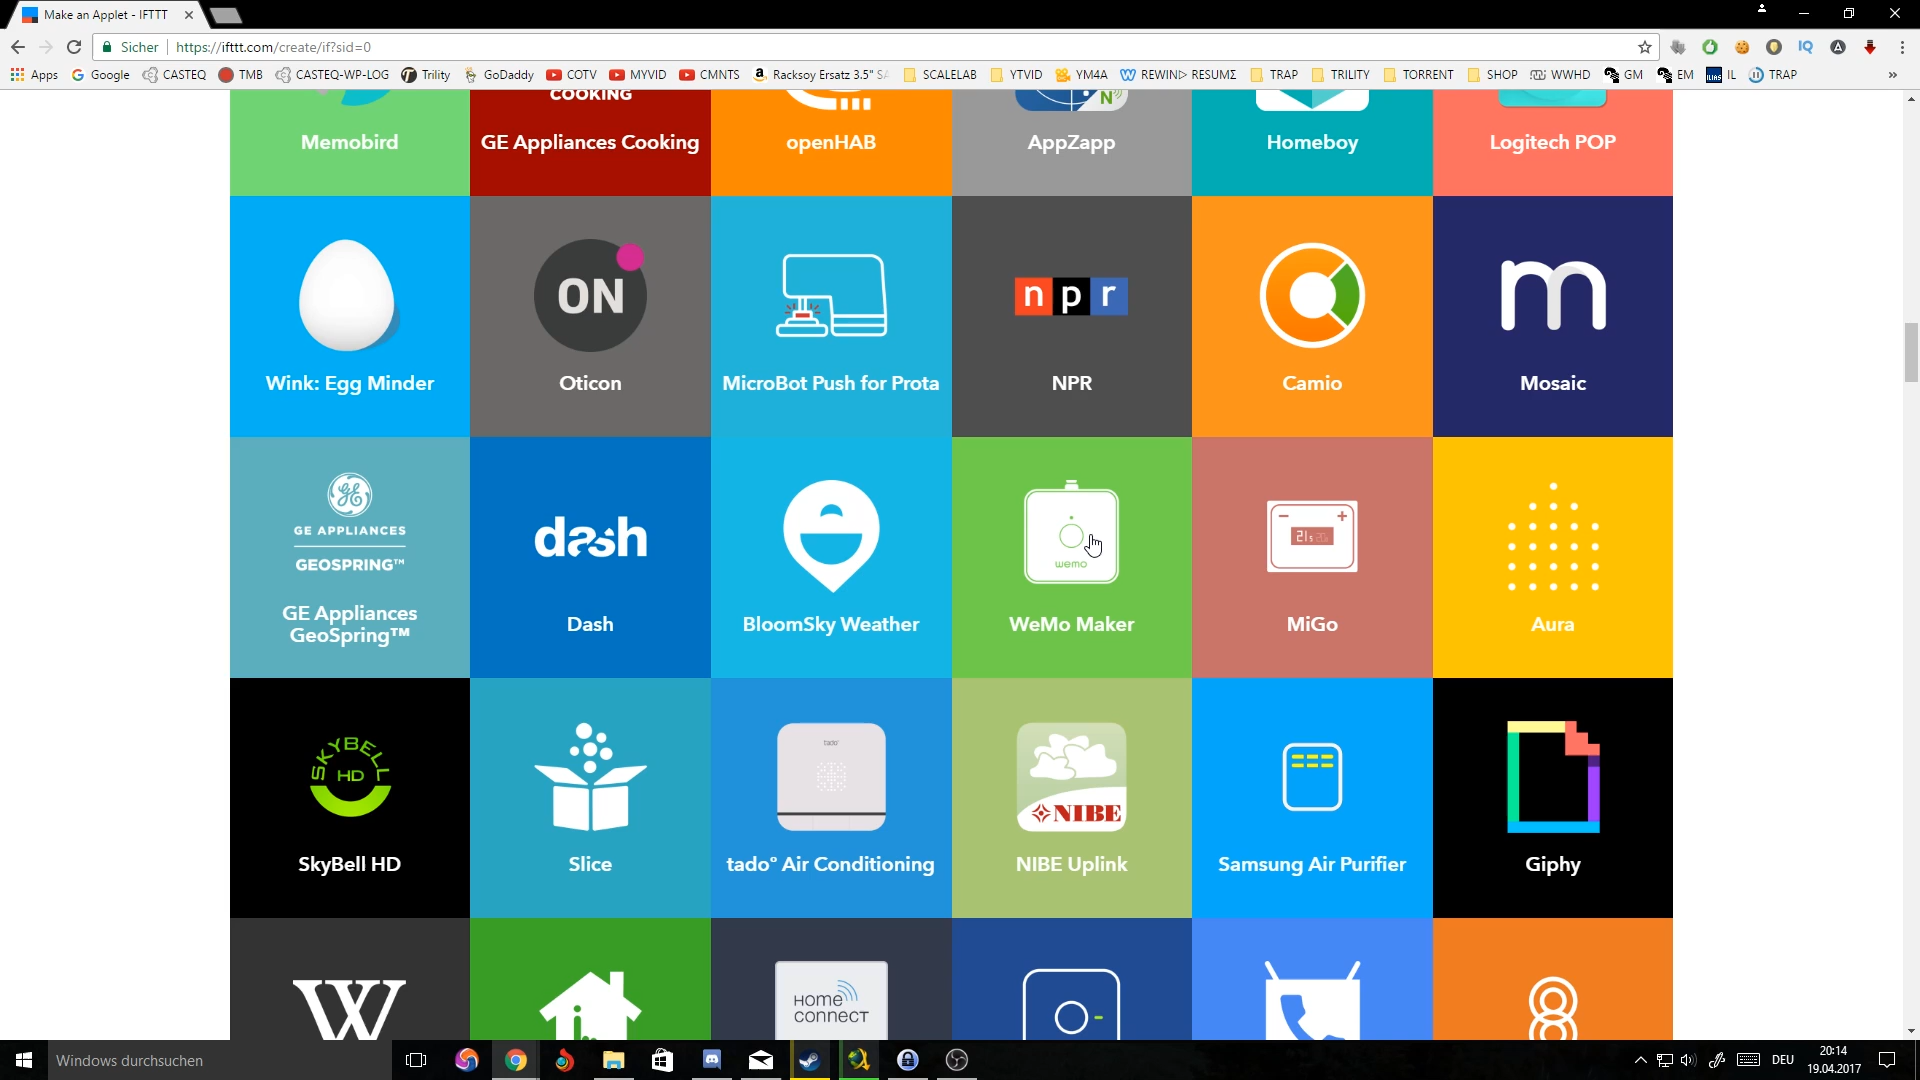 Make an Applet - IFTTT
Sicher https://ifttt.com/create/if?sid=0
Apps Google CASTEQ TMB CASTEQ-WP-LOG Trility GoDaddy COTV MYVID CMNTS Racksoy Ersatz 3.5" SA SCALELAB YTVID YM4A REWIND RESUME TRAP TRILITY TORRENT SHOP WWHD GM EM IL TRAP
COOKING
N
Memobird GE Appliances Cooking openHAB AppZapp Homeboy Logitech POP
ON
n p r
m
Wink: Egg Minder Oticon MicroBot Push for Prota NPR Camio Mosaic
GE APPLIANCES
GEOSPRING™
dash
wemo
GE Appliances
GeoSpring™
Dash BloomSky Weather WeMo Maker MiGo Aura
SKYBELL
HD
tado°
NIBE
SkyBell HD Slice tado° Air Conditioning NIBE Uplink Samsung Air Purifier Giphy
W
HOME
CONNECT
8
Windows durchsuchen
DEU
20:14
19.04.2017